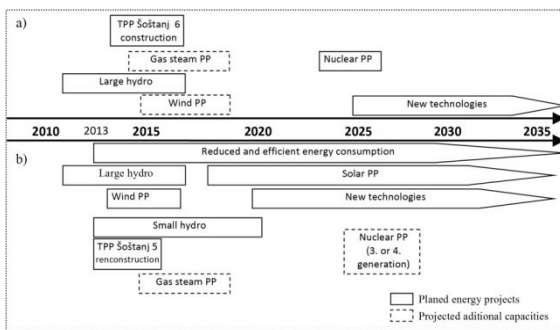 a)
TPP Šoštanj 6
construction
Gas steam PP
Nuclear PP
Large hydro
Wind PP
New technologies
2010 2013 2015 2020 2025 2030 2035
b)
Reduced and efficient energy consumption
Large hydro
Solar PP
Wind PP
New technologies
Small hydro
TPP Šoštanj 5
renconstruction
Nuclear PP
(3. or 4.
generation)
Gas steam PP
Planed energy projects
Projected aditional capacities